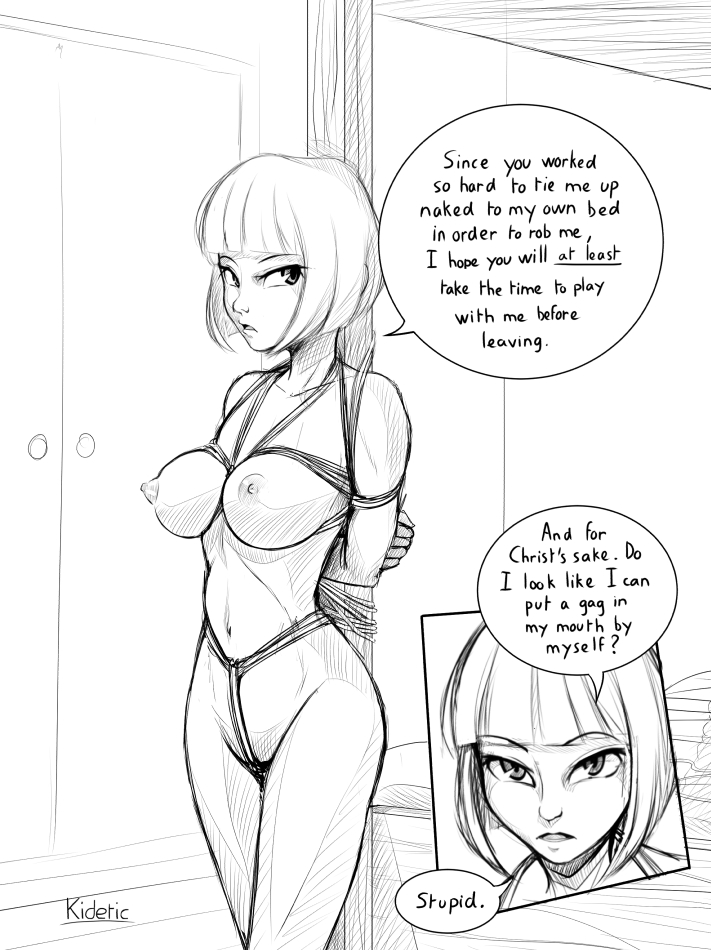 Since you worked
so hard to tie me up
naked to my own bed
in order to rob me,
I hope you will at least
take the time to play
with me before
leaving.
And for
Christ's sake. Do
I look like I can
put a gag in
my mouth by
myself?
Stupid.
Kidetic